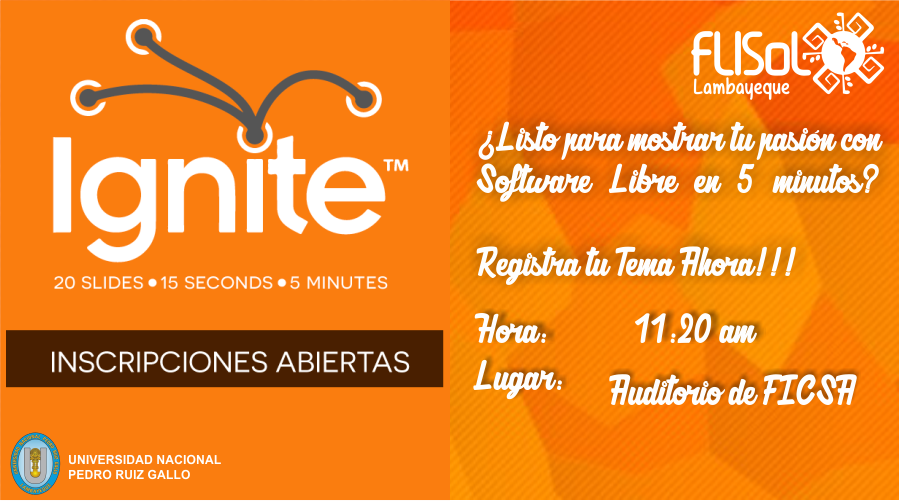 Ignite™
20 SLIDES • 15 SECONDS • 5 MINUTES
INSCRIPCIONES ABIERTAS
UNIVERSIDAD NACIONAL
PEDRO RUIZ GALLO
FLISoL
Lambayeque
¿Listo para mostrar tu pasión con
Software Libre en 5 minutos?
Registra tu Tema Ahora!!!
Hora: 11:20 am
Lugar: Auditorio de FICSA